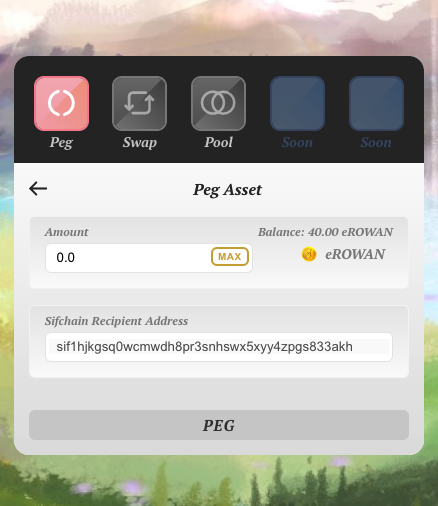 Peg Swap Pool Soon Soon
Peg Asset
Amount Balance: 40.00 eROWAN
0.0 MAX eROWAN
Sifchain Recipient Address
sif1hjkgsq0wcmwdh8pr3snhswx5xyy4zpgs833akh
PEG